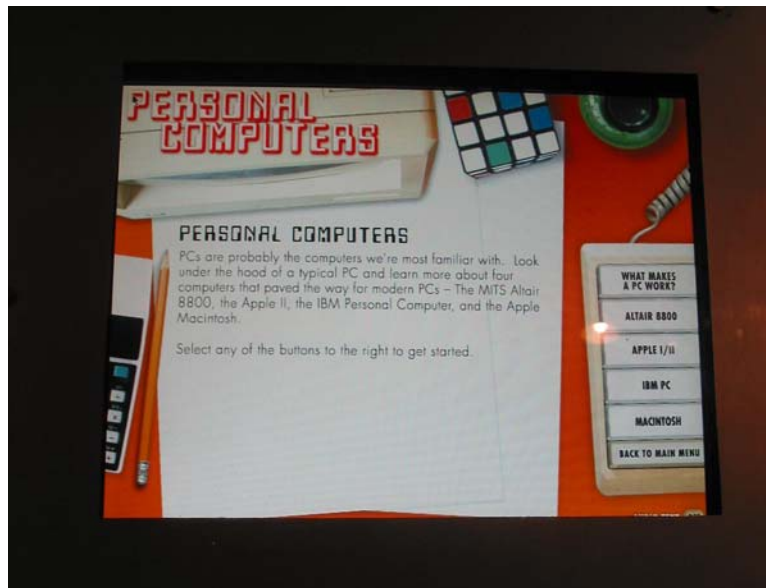 PERSONAL
COMPUTERS
PERSONAL COMPUTERS
PCs are probably the computers we're most familiar with. Look
under the hood of a typical PC and learn more about four
computers that paved the way for modern PCs – The MITS Altair
8800, the Apple II, the IBM Personal Computer, and the Apple
Macintosh.
Select any of the buttons to the right to get started.
WHAT MAKES
A PC WORK?
ALTAIR 8800
APPLE I/II
IBM PC
MACINTOSH
BACK TO MAIN MENU